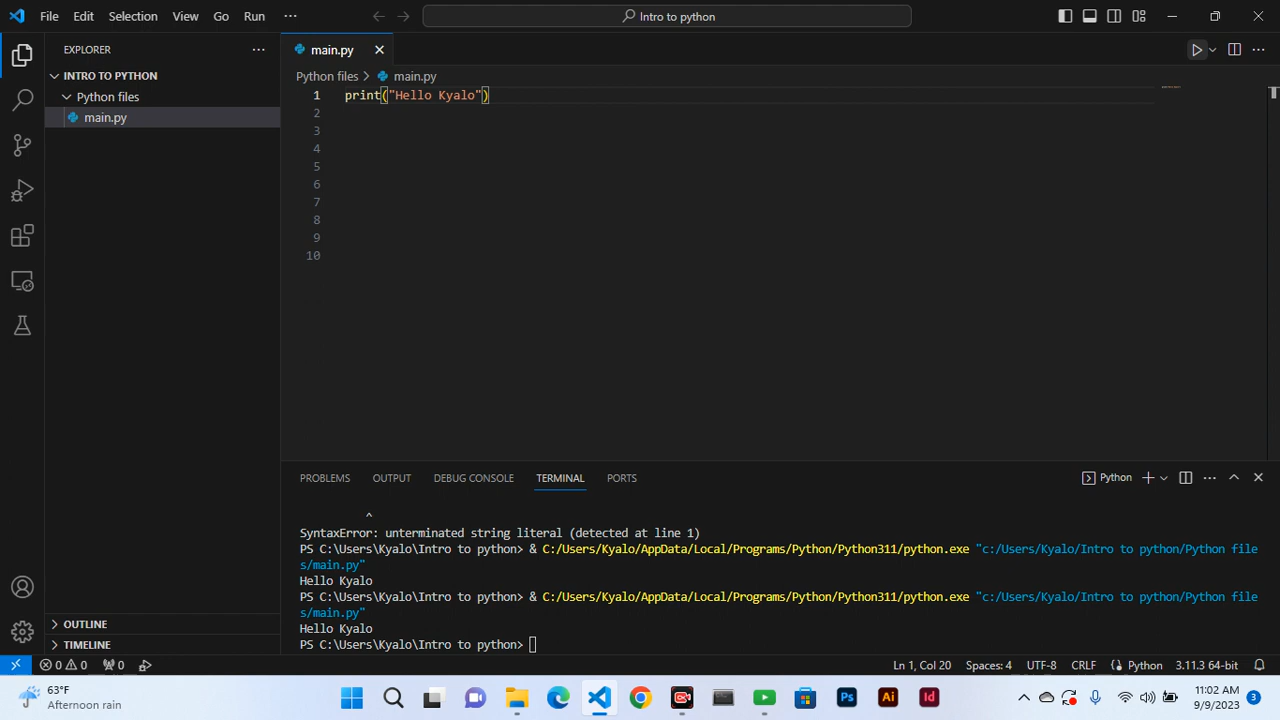 File Edit Selection View Go Run ···
Intro to python
EXPLORER
main.py
INTRO TO PYTHON
Python files
main.py
Python files > main.py
1 print("Hello Kyalo")
2
3
4
5
6
7
8
9
10
PROBLEMS OUTPUT DEBUG CONSOLE TERMINAL PORTS
Python
^
SyntaxError: unterminated string literal (detected at line 1)
PS C:\Users\Kyalo\Intro to python> & C:/Users/Kyalo/AppData/Local/Programs/Python/Python311/python.exe "c:/Users/Kyalo/Intro to python/Python file
s/main.py"
Hello Kyalo
PS C:\Users\Kyalo\Intro to python> & C:/Users/Kyalo/AppData/Local/Programs/Python/Python311/python.exe "c:/Users/Kyalo/Intro to python/Python file
s/main.py"
Hello Kyalo
PS C:\Users\Kyalo\Intro to python>
OUTLINE
TIMELINE
0 0 0
Ln 1, Col 20 Spaces: 4 UTF-8 CRLF Python 3.11.3 64-bit
63°F
Afternoon rain
Ps Ai Id
11:02 AM
9/9/2023
3